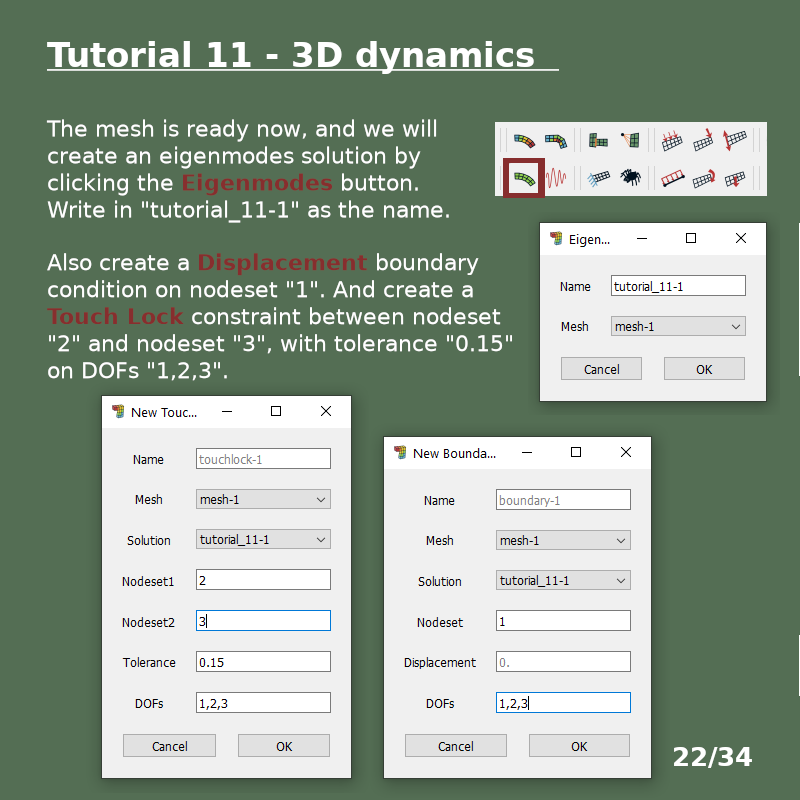 Tutorial 11 - 3D dynamics
The mesh is ready now, and we will
create an eigenmodes solution by
clicking the Eigenmodes button.
Write in "tutorial_11-1" as the name.
Also create a Displacement boundary
condition on nodeset "1". And create a
Touch Lock constraint between nodeset
"2" and nodeset "3", with tolerance "0.15"
on DOFs "1,2,3".
Eigen...
Name tutorial_11-1
Mesh mesh-1
Cancel OK
New Touc...
Name touchlock-1
Mesh mesh-1
Solution tutorial_11-1
Nodeset1 2
Nodeset2 3
Tolerance 0.15
DOFs 1,2,3
Cancel OK
New Bounda...
Name boundary-1
Mesh mesh-1
Solution tutorial_11-1
Nodeset 1
Displacement 0.
DOFs 1,2,3
Cancel OK
22/34